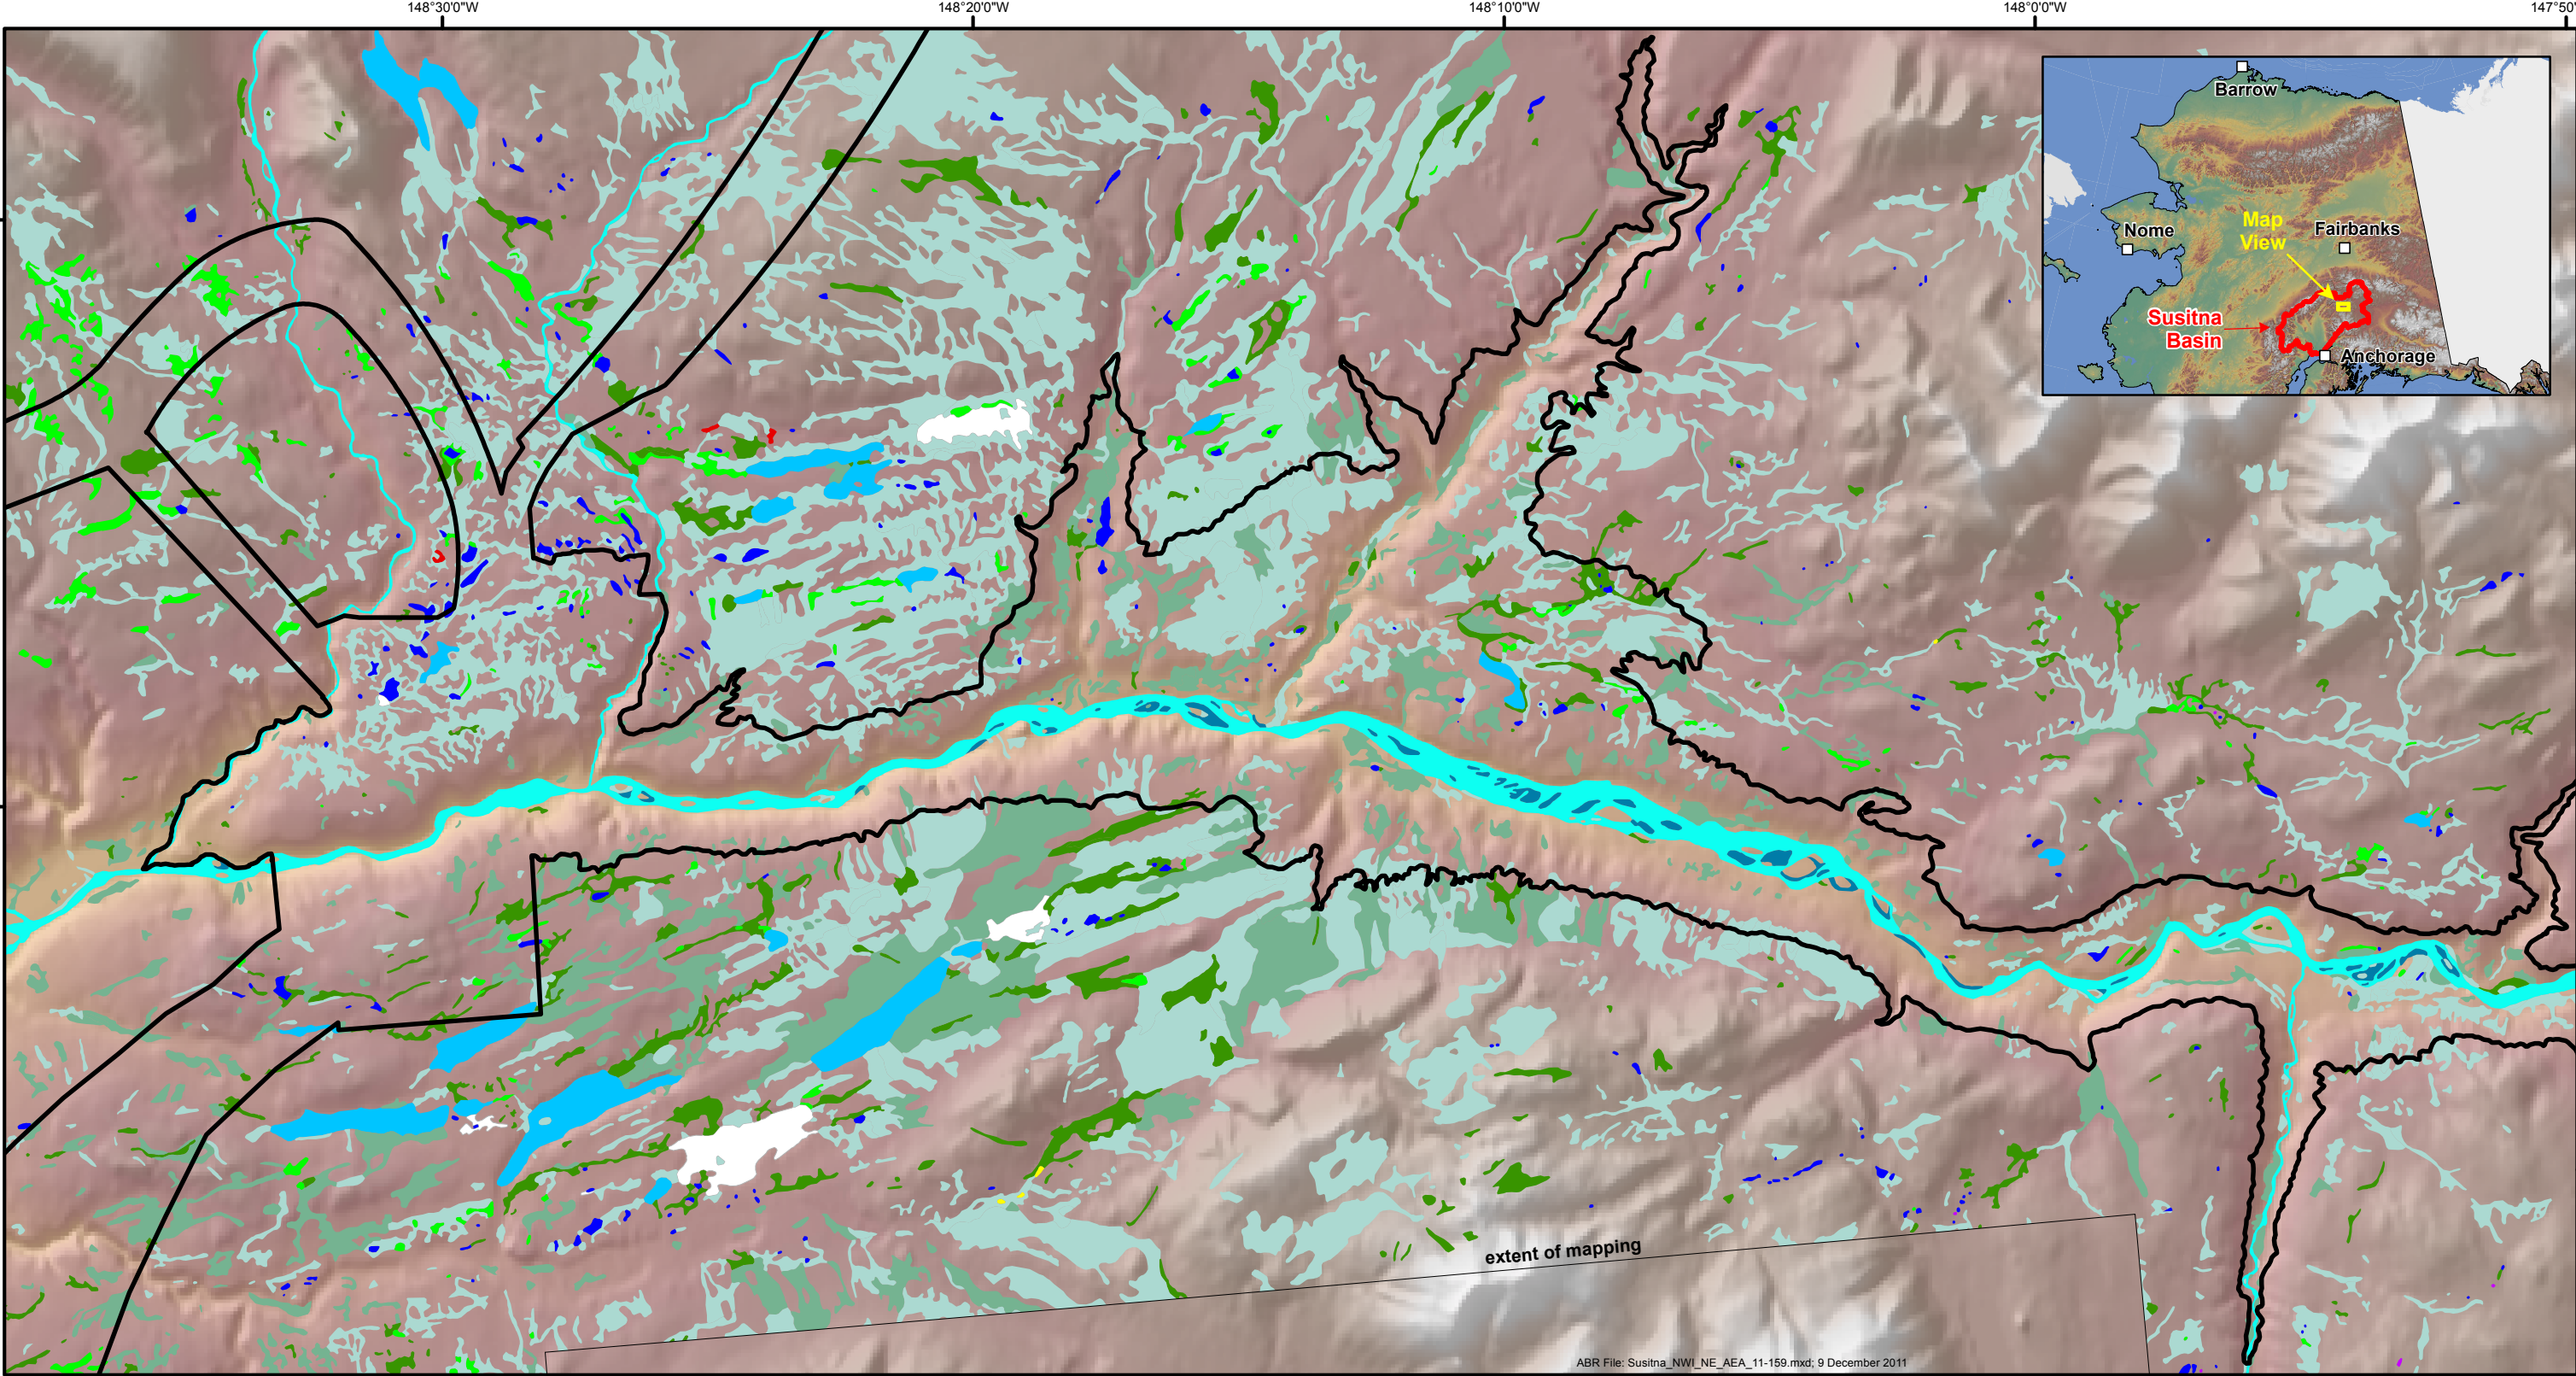 148°30'0"W
148°20'0"W
148°10'0"W
148°0'0"W
147°50'
Barrow
Nome
Map
View
Fairbanks
Susitna
Basin
Anchorage
extent of mapping
ABR File: Susitna_NWI_NE_AEA_11-159.mxd; 9 December 2011